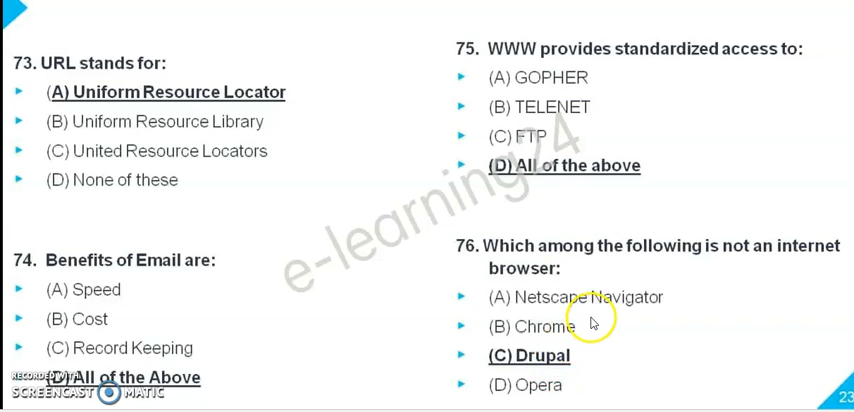 73. URL stands for:
(A) Uniform Resource Locator
(B) Uniform Resource Library
(C) United Resource Locators
(D) None of these
74. Benefits of Email are:
(A) Speed
(B) Cost
(C) Record Keeping
(D) All of the Above
75. WWW provides standardized access to:
(A) GOPHER
(B) TELENET
(C) FTP
(D) All of the above
76. Which among the following is not an internet
browser:
(A) Netscape Navigator
(B) Chrome
(C) Drupal
(D) Opera
e-learning24
RECORDED WITH
SCREENCAST MATIC
23